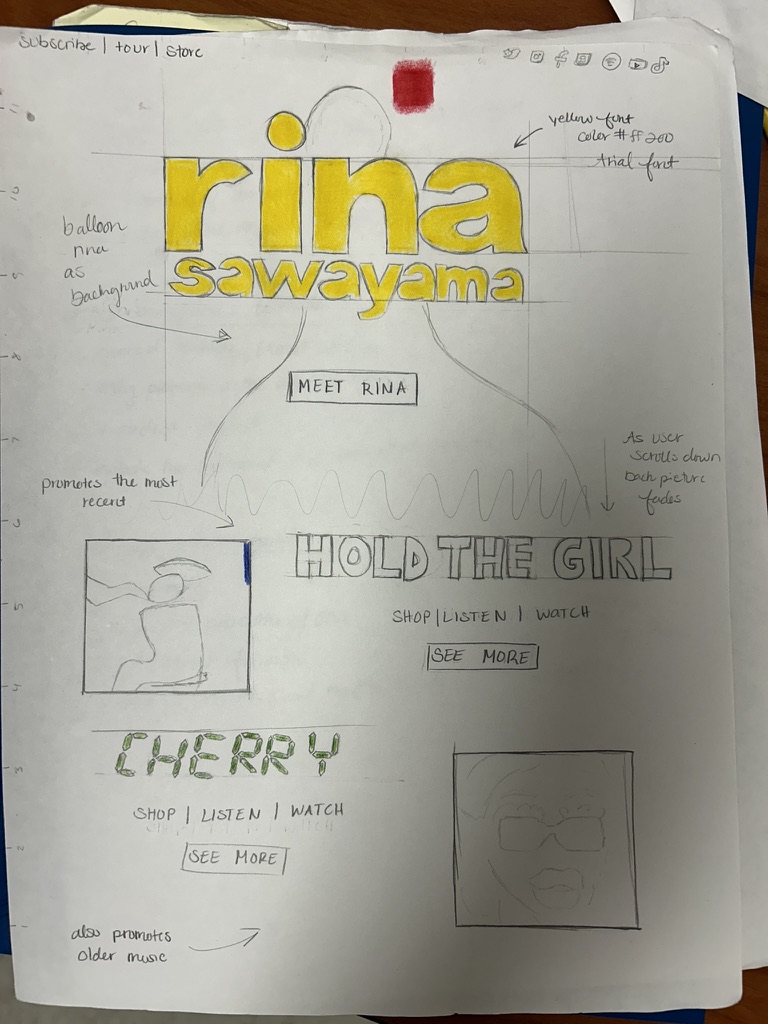 subscribe | tour | store
yellow font
color #ff200
Arial font
rina
sawayama
balloon
rina
as
background
MEET RINA
As user
scrolls down
Back picture
fades
promotes the most
recent
HOLD THE GIRL
SHOP | LISTEN | WATCH
SEE MORE
CHERRY
SHOP | LISTEN | WATCH
SEE MORE
also promotes
older music